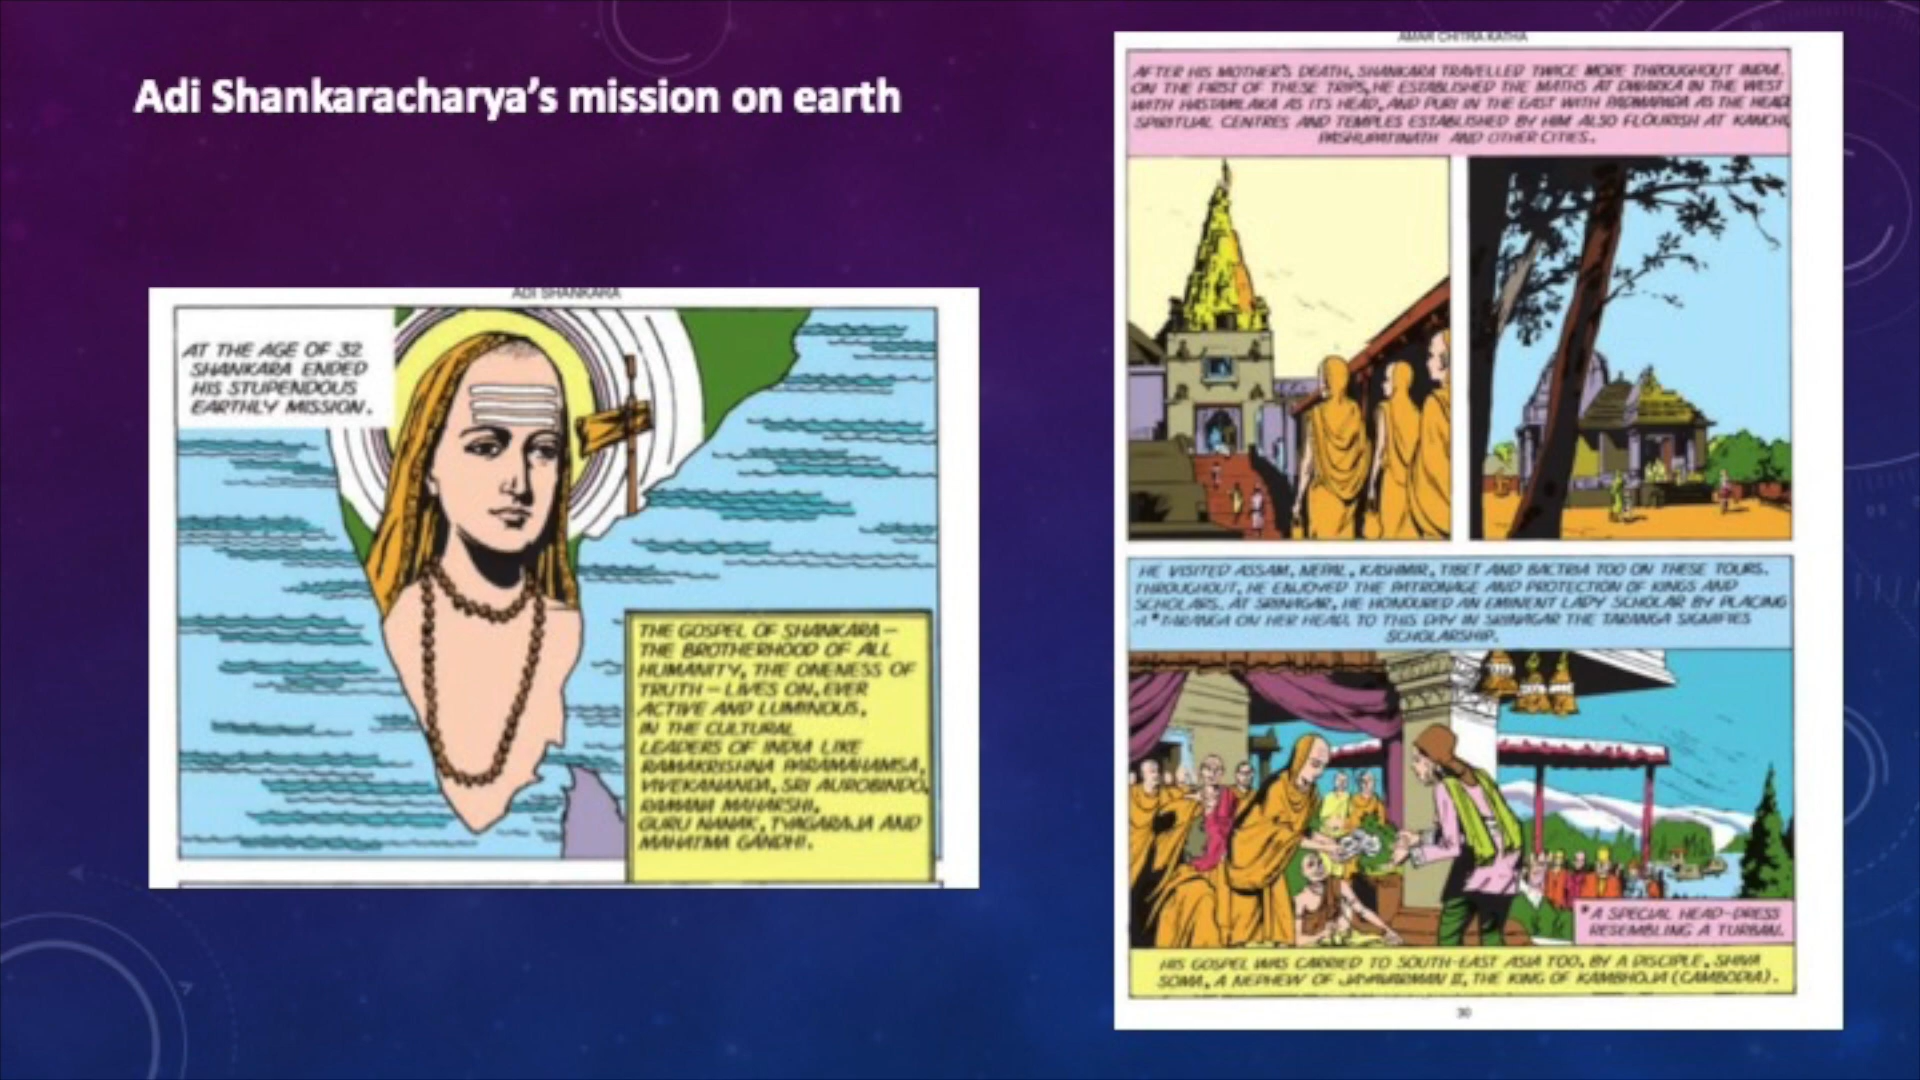 Adi Shankaracharya's mission on earth
ADI SHANKARA
AT THE AGE OF 32
SHANKARA ENDED
HIS STUPENDOUS
EARTHLY MISSION.
THE GOSPEL OF SHANKARA –
THE BROTHERHOOD OF ALL
HUMANITY, THE ONENESS OF
TRUTH – LIVES ON, EVER
ACTIVE AND LUMINOUS,
IN THE CULTURAL
LEADERS OF INDIA LIKE
RAMAKRISHNA PARAMAHAMSA,
VIVEKANANDA, SRI AUROBINDO,
RAMANA MAHARSHI,
GURU NANAK, TYAGARAJA AND
MAHATMA GANDHI.
AMAR CHITRA KATHA
AFTER HIS MOTHER'S DEATH, SHANKARA TRAVELLED TWICE MORE THROUGHOUT INDIA.
ON THE FIRST OF THESE TRIPS, HE ESTABLISHED THE MATHS AT DWARKA IN THE WEST
WITH HASTAMLAKA AS ITS HEAD, AND PURI IN THE EAST WITH PADMAPADA AS THE HEAD.
SPIRITUAL CENTRES AND TEMPLES ESTABLISHED BY HIM ALSO FLOURISH AT KANCHI,
PASHUPATINATH AND OTHER CITIES.
HE VISITED ASSAM, NEPAL, KASHMIR, TIBET AND BACTRIA TOO ON THESE TOURS.
THROUGHOUT, HE ENJOYED THE PATRONAGE AND PROTECTION OF KINGS AND
SCHOLARS. AT SRINAGAR, HE HONOURED AN EMINENT LADY SCHOLAR BY PLACING
A *TARANGA ON HER HEAD. TO THIS DAY IN SRINAGAR THE TARANGA SIGNIFIES
SCHOLARSHIP.
*A SPECIAL HEAD-DRESS
RESEMBLING A TURBAN.
HIS GOSPEL WAS CARRIED TO SOUTH-EAST ASIA TOO, BY A DISCIPLE, SHIVA
SOMA, A NEPHEW OF JAYAVARMAN II, THE KING OF KAMBHOJA (CAMBODIA).
30